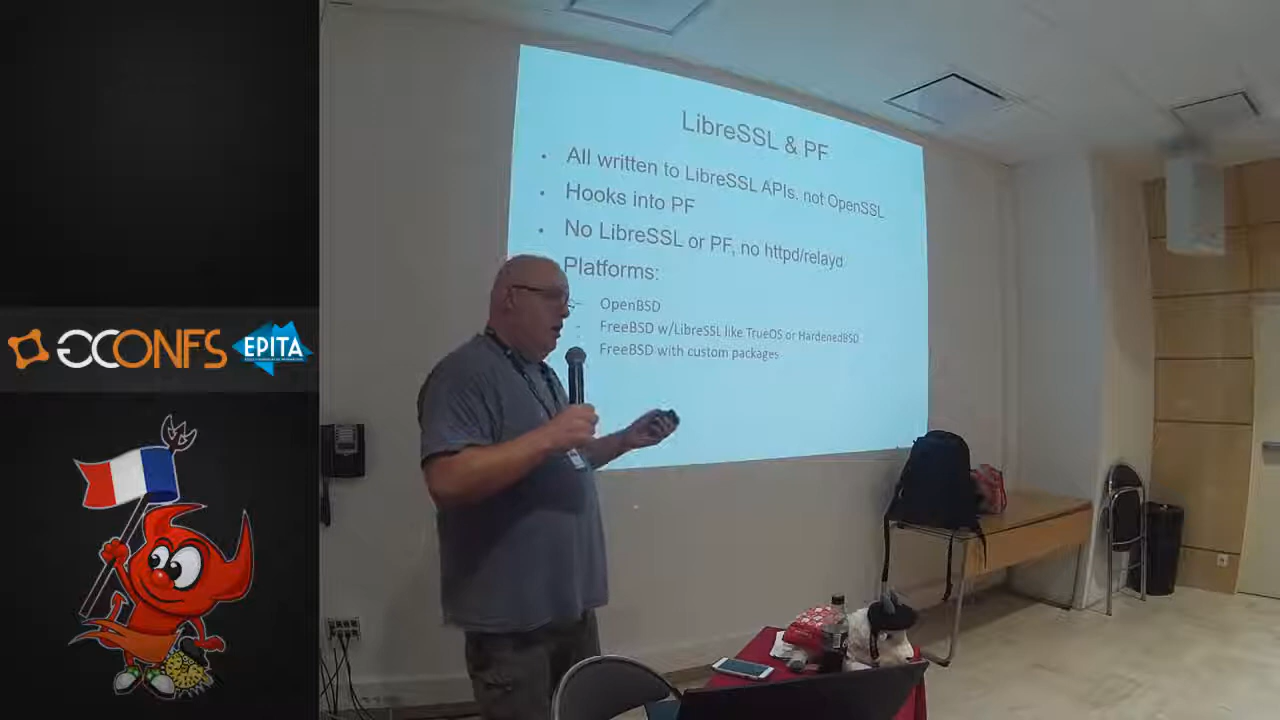 LibreSSL & PF
• All written to LibreSSL APIs, not OpenSSL
• Hooks into PF
• No LibreSSL or PF, no httpd/relayd
Platforms:
– OpenBSD
– FreeBSD w/LibreSSL like TrueOS or HardenedBSD
– FreeBSD with custom packages
GCONFS
EPITA